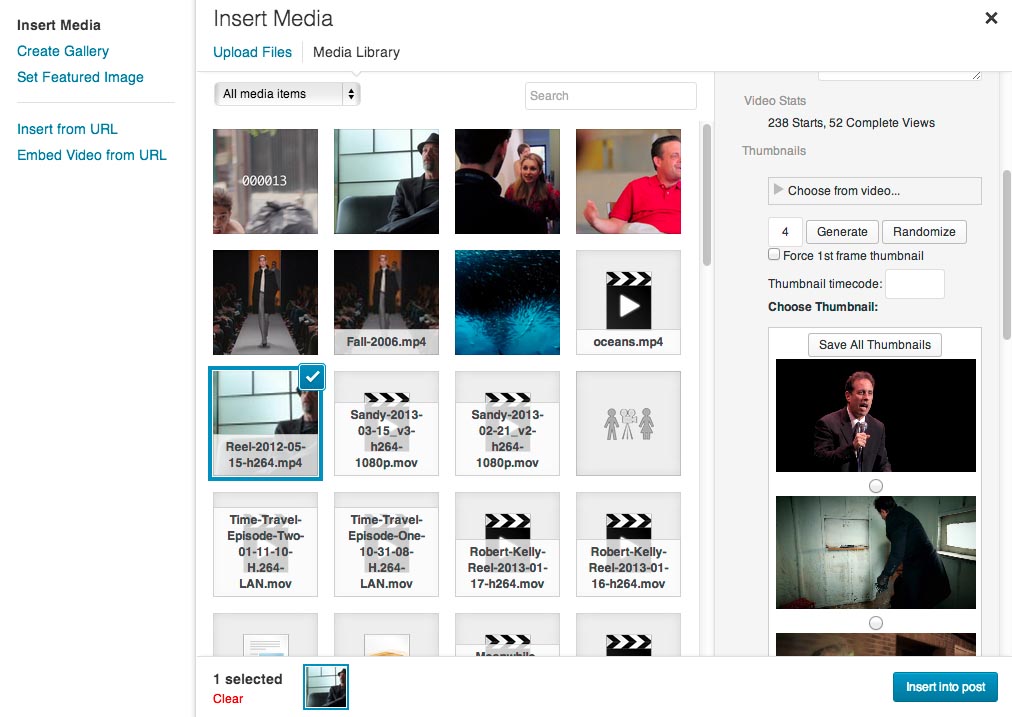 Insert Media
Create Gallery
Set Featured Image
Insert from URL
Embed Video from URL
Insert Media
Upload Files
Media Library
All media items
Search
000013
Fall-2006.mp4
oceans.mp4
Reel-2012-05-
15-h264.mp4
Sandy-2013-
03-15_v3-
h264-
1080p.mov
Sandy-2013-
02-21_v2-
h264-
1080p.mov
Time-Travel-
Episode-Two-
01-11-10-
H.264-
LAN.mov
Time-Travel-
Episode-One-
10-31-08-
H.264-
LAN.mov
Robert-Kelly-
Reel-2013-01-
17-h264.mov
Robert-Kelly-
Reel-2013-01-
16-h264.mov
Video Stats
238 Starts, 52 Complete Views
Thumbnails
Choose from video...
4 Generate Randomize
Force 1st frame thumbnail
Thumbnail timecode:
Choose Thumbnail:
Save All Thumbnails
1 selected
Clear
Insert into post